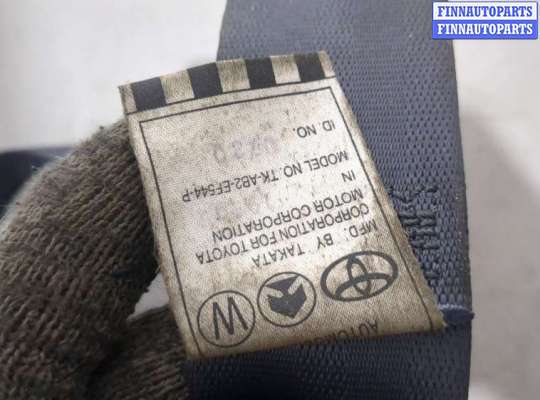 FINNAUTOPARTS
FINNAUTOPARTS
W
MFD. BY TAKATA
CORPORATION FOR TOYOTA
MOTOR CORPORATION
IN
MODEL NO. TK-AB2-EF544-P
ID. NO.